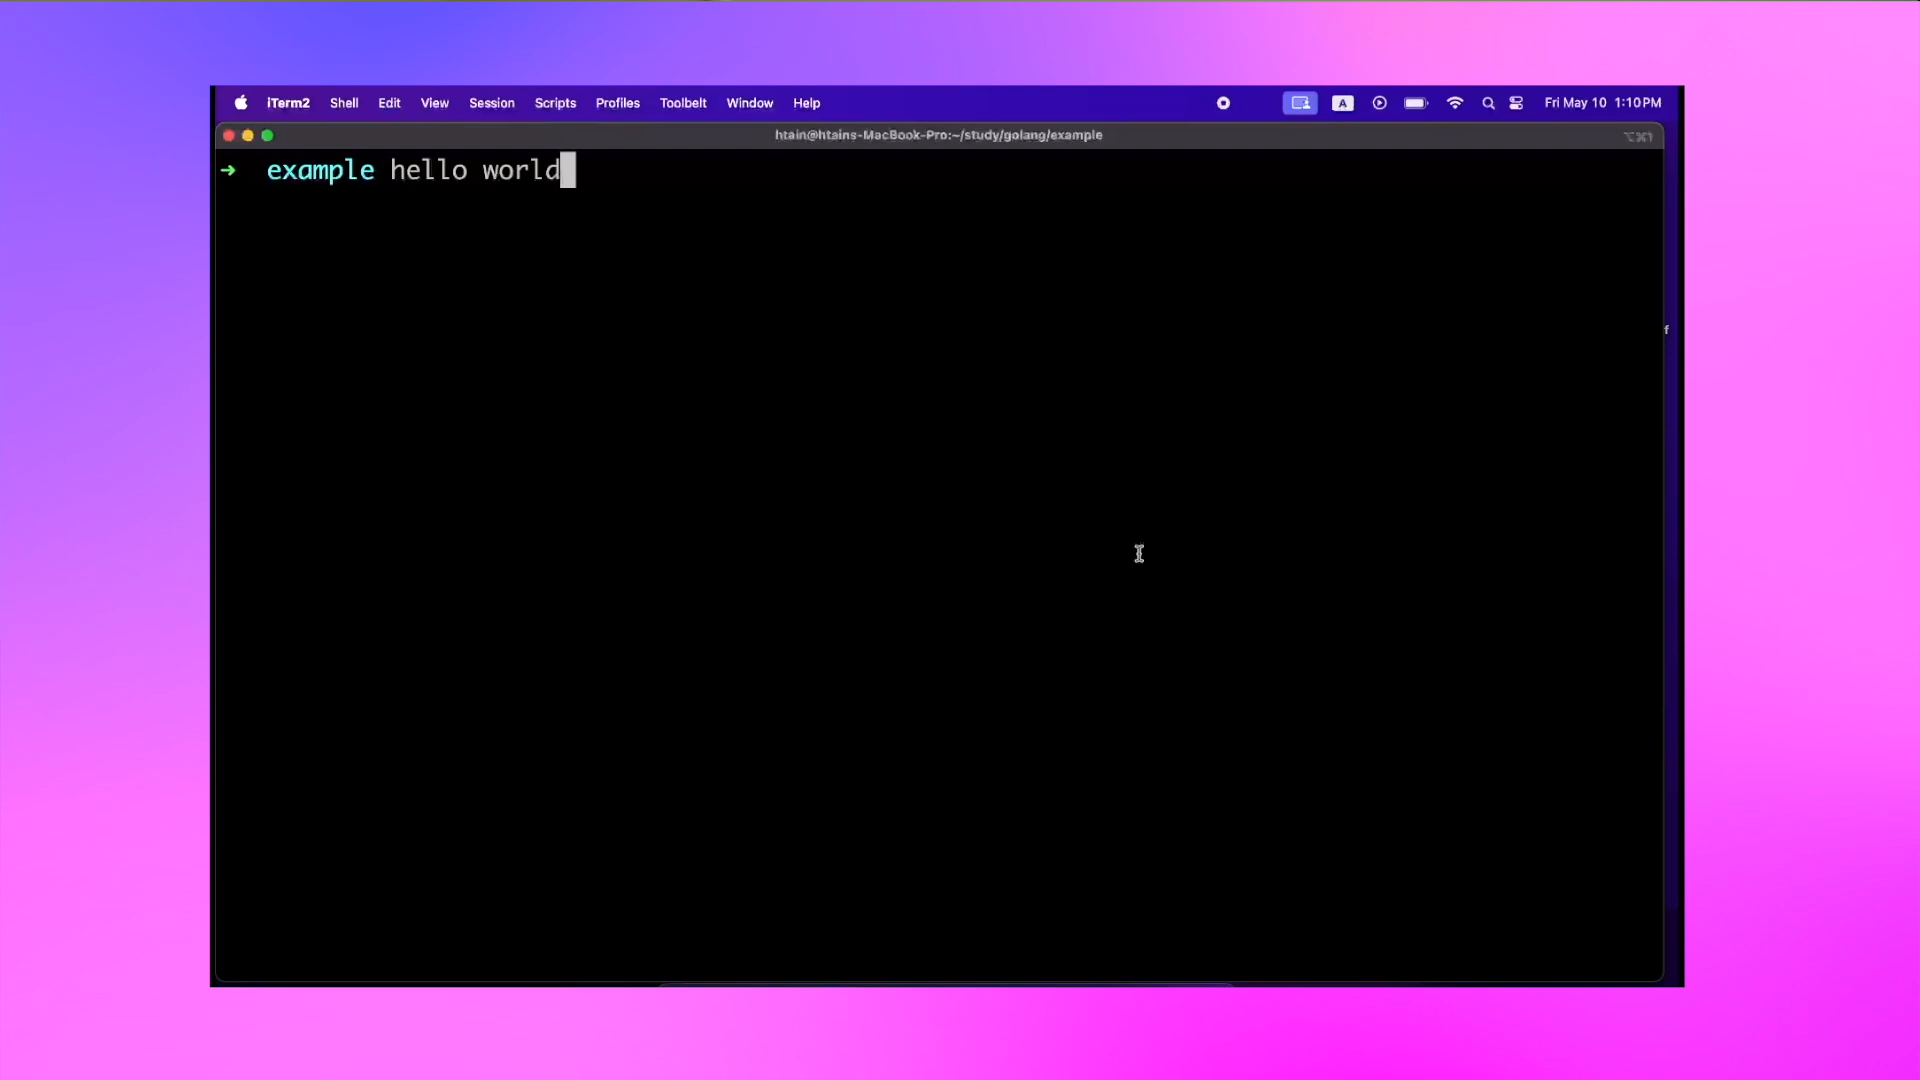 iTerm2 Shell Edit View Session Scripts Profiles Toolbelt Window Help A Fri May 10 1:10 PM
htain@htains-MacBook-Pro:~/study/golang/example ⌥⌘1
➜ example hello world
f